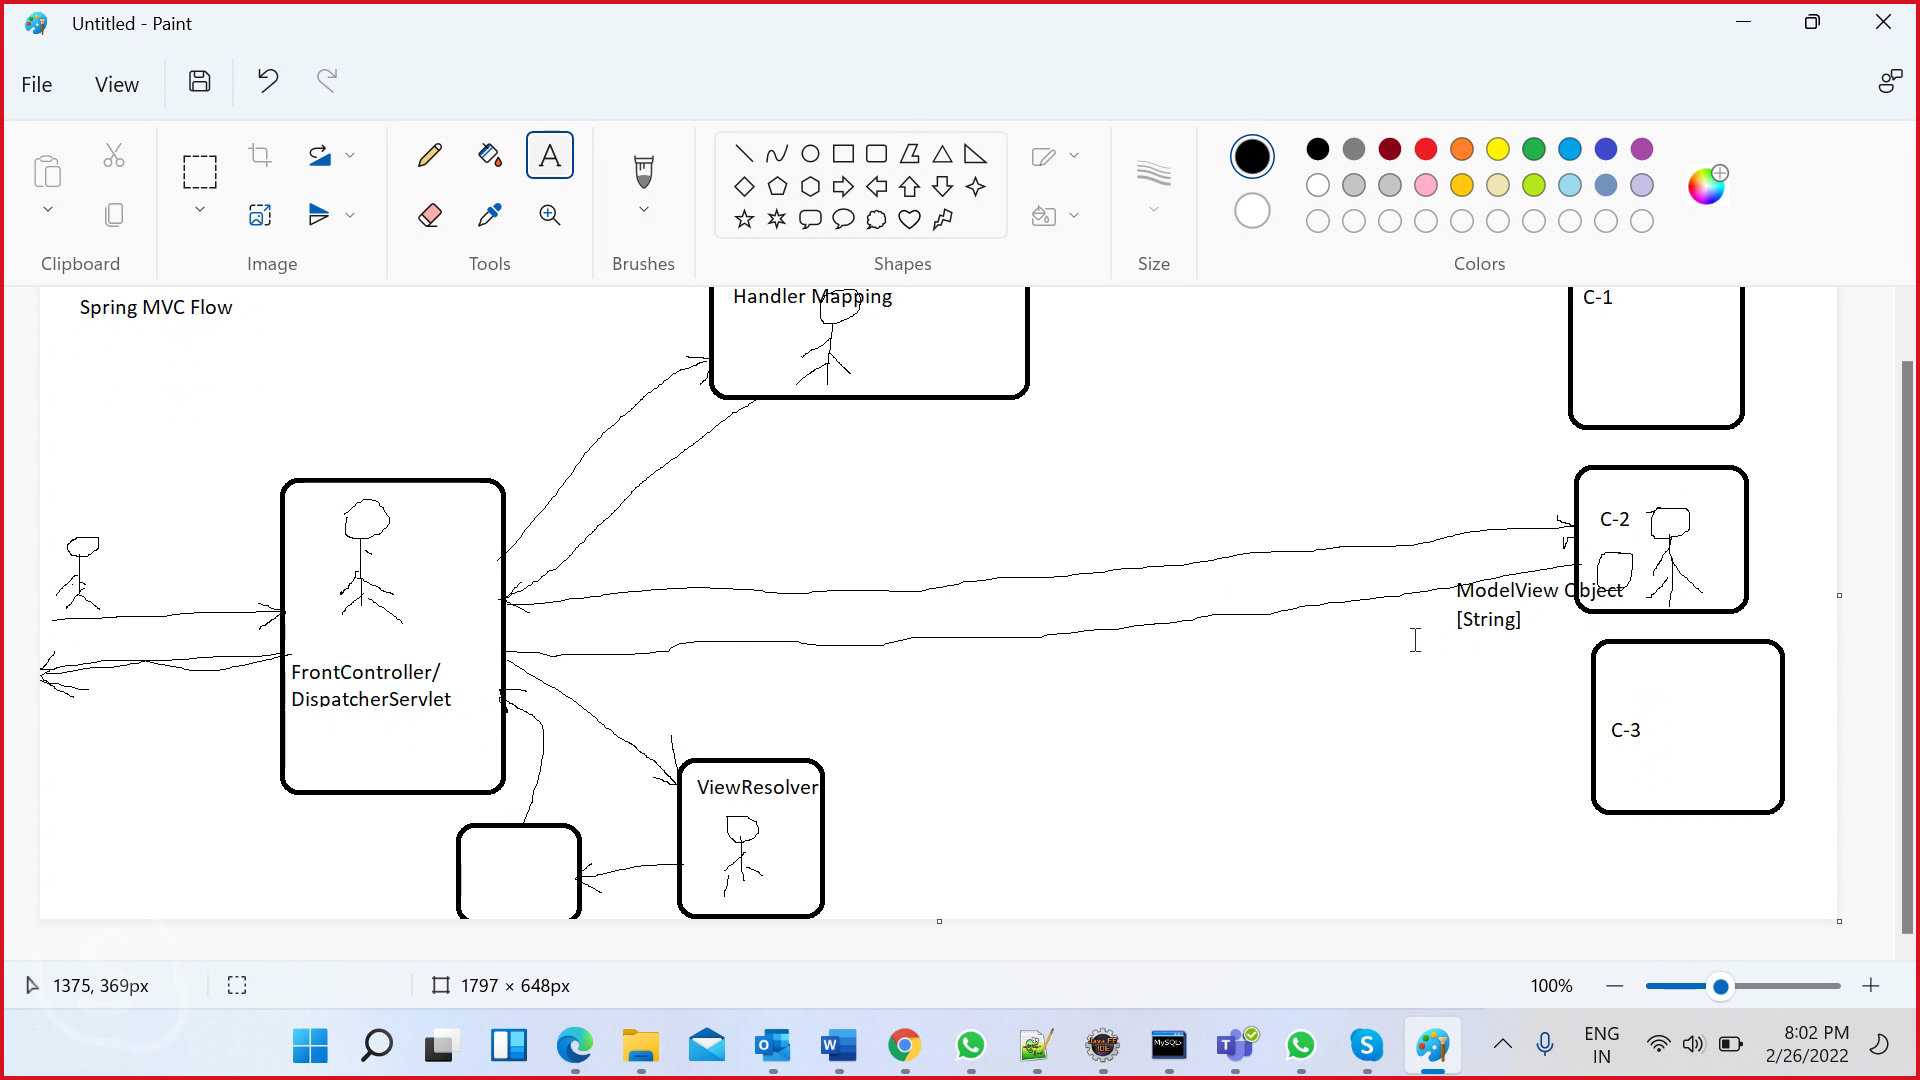 Untitled - Paint
File
View
Clipboard
Image
Tools
Brushes
Shapes
Size
Colors
Spring MVC Flow
Handler Mapping
C-1
C-2
ModelView Object
[String]
FrontController/
DispatcherServlet
C-3
ViewResolver
1375, 369px
1797 × 648px
100%
ENG
IN
8:02 PM
2/26/2022